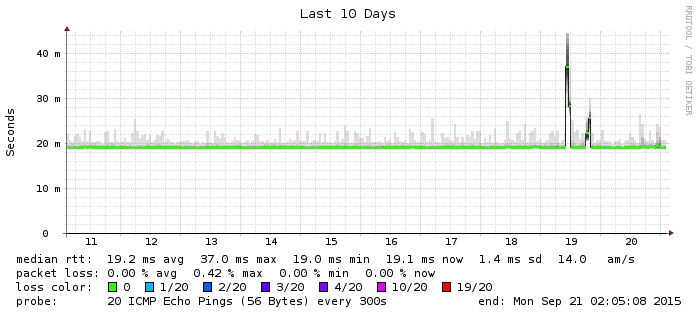 Last 10 Days
RRDTOOL / TOBI OETIKER
Seconds
40 m
30 m
20 m
10 m
0
11 12 13 14 15 16 17 18 19 20
median rtt: 19.2 ms avg 37.0 ms max 19.0 ms min 19.1 ms now 1.4 ms sd 14.0 am/s
packet loss: 0.00 % avg 0.42 % max 0.00 % min 0.00 % now
loss color: 0 1/20 2/20 3/20 4/20 10/20 19/20
probe: 20 ICMP Echo Pings (56 Bytes) every 300s end: Mon Sep 21 02:05:08 2015